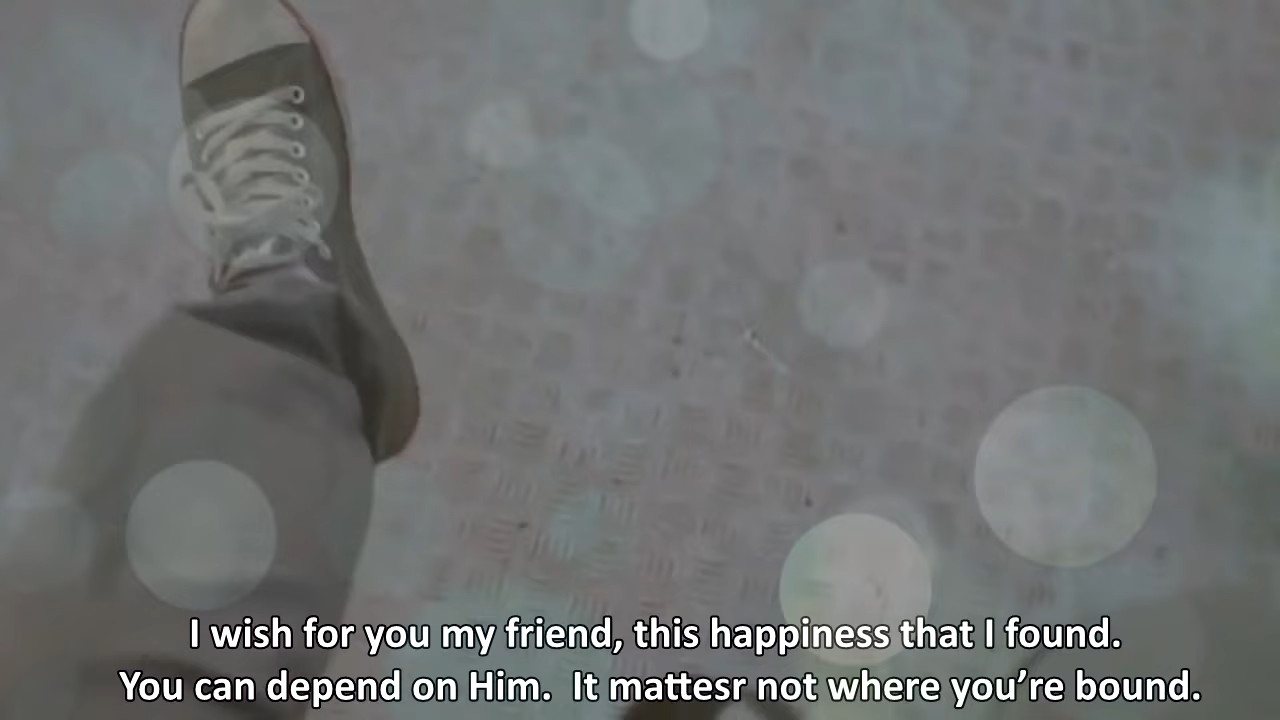 I wish for you my friend, this happiness that I found.
You can depend on Him.  It mattesr not where you’re bound.